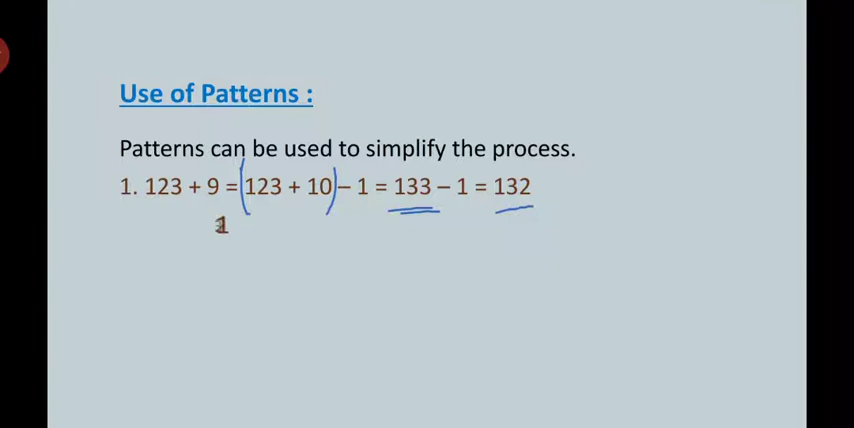 Use of Patterns :
Patterns can be used to simplify the process.
1. 123 + 9 = (123 + 10) – 1 = 133 – 1 = 132